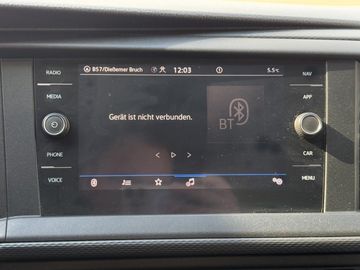 RADIO
B57/Dießemer Bruch 12:03 5.5°C
NAV
MEDIA
APP
Gerät ist nicht verbunden.
BT
PHONE
CAR
VOICE
MENU